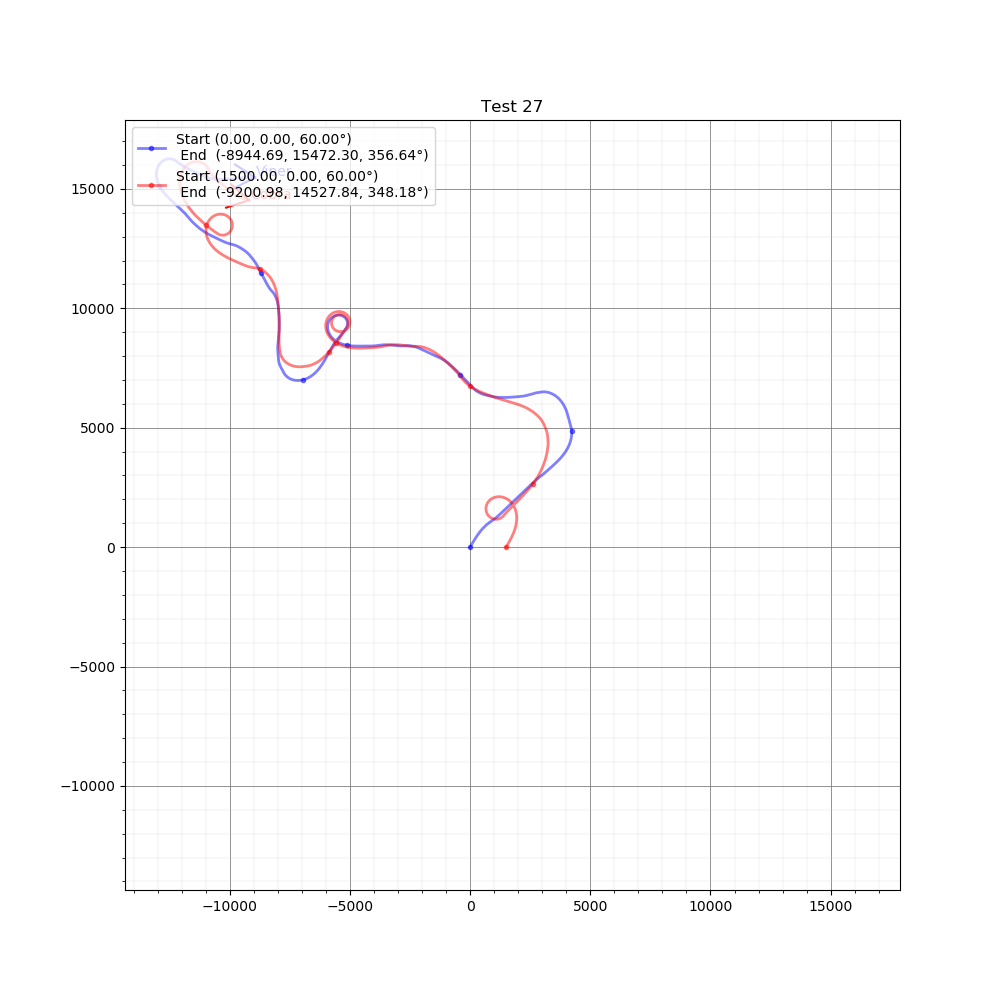 Test 27
Start (0.00, 0.00, 60.00°)
End (-8944.69, 15472.30, 356.64°)
Start (1500.00, 0.00, 60.00°)
End (-9200.98, 14527.84, 348.18°)
15000
10000
5000
0
−5000
−10000
−10000 −5000 0 5000 10000 15000